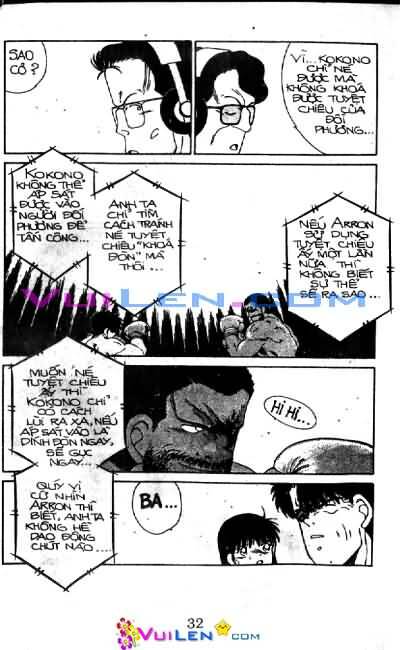 VÌ...KOKONO
CHỈ NÉ
ĐƯỢC MÀ
KHÔNG KHOÁ
ĐƯỢC TUYỆT
CHIÊU CỦA
ĐỐI
PHƯƠNG...
SAO
CƠ?
NẾU ARRON
SỬ DỤNG
TUYỆT CHIÊU
ẤY MỘT LẦN
NỮA THÌ
KHÔNG BIẾT
SỰ THỂ
SẼ RA SAO...
ANH TA
CHỈ TÌM
CÁCH TRÁNH
NÉ TUYỆT
CHIÊU "KHOÁ
ĐÒN" MÀ
THÔI...
KOKONO
KHÔNG THỂ
ÁP SÁT
ĐƯỢC VÀO
NGƯỜI ĐỐI
PHƯƠNG ĐỂ
TẤN CÔNG...
VUILEN.COM
HI HI...
MUỐN NÉ
TUYỆT CHIÊU
ẤY THÌ
KOKONO CHỈ
CÓ CÁCH
LÙI RA XA, NẾU
ÁP SÁT VÀO LÀ
DÍNH ĐÒN NGAY,
SẼ GỤC
NGAY...
BA...
QUÝ VỊ
CỨ NHÌN
ARRON THÌ
BIẾT, ANH TA
KHÔNG HỀ
DAO ĐỘNG
CHÚT NÀO....
32
VUILEN.COM